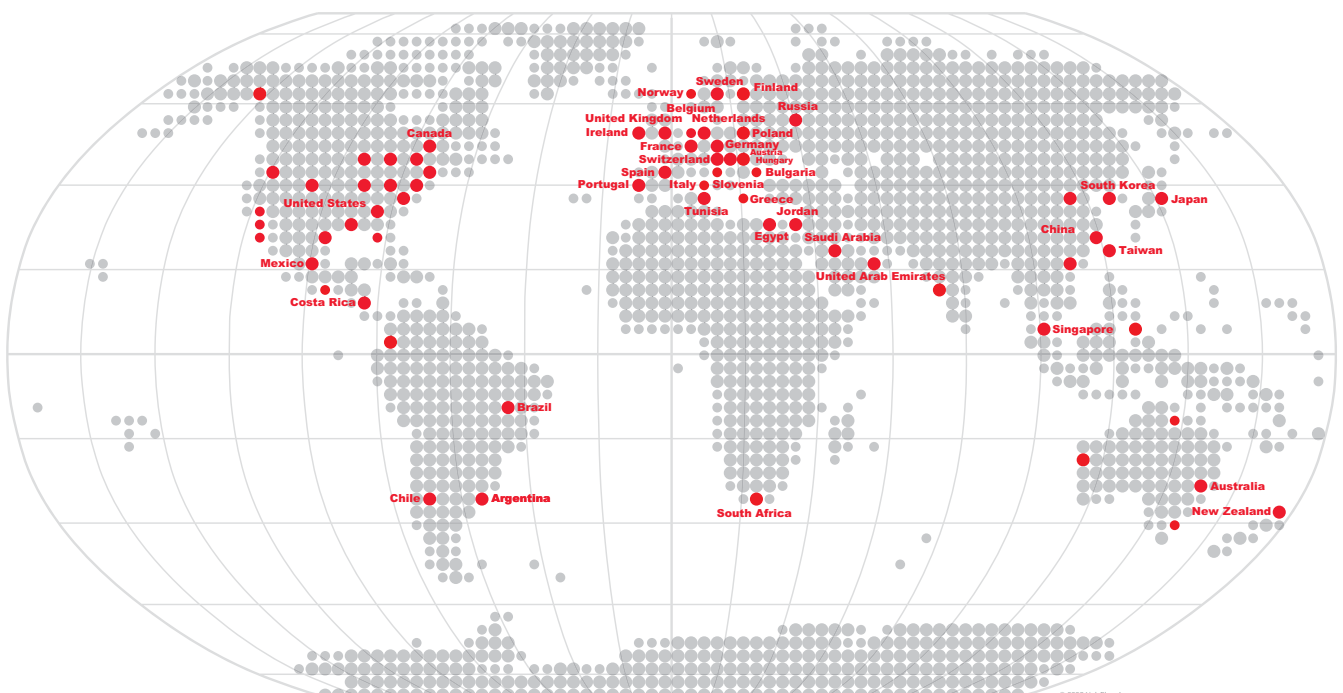 Sweden
Norway
Finland
Belgium
Russia
United Kingdom
Netherlands
Ireland
Poland
Canada
France
Germany
Austria
Switzerland
Hungary
Spain
Bulgaria
Portugal
Italy
Slovenia
South Korea
United States
Greece
Japan
Tunisia
Jordan
China
Egypt
Saudi Arabia
Taiwan
Mexico
United Arab Emirates
Costa Rica
Singapore
Brazil
Australia
Chile
Argentina
New Zealand
South Africa